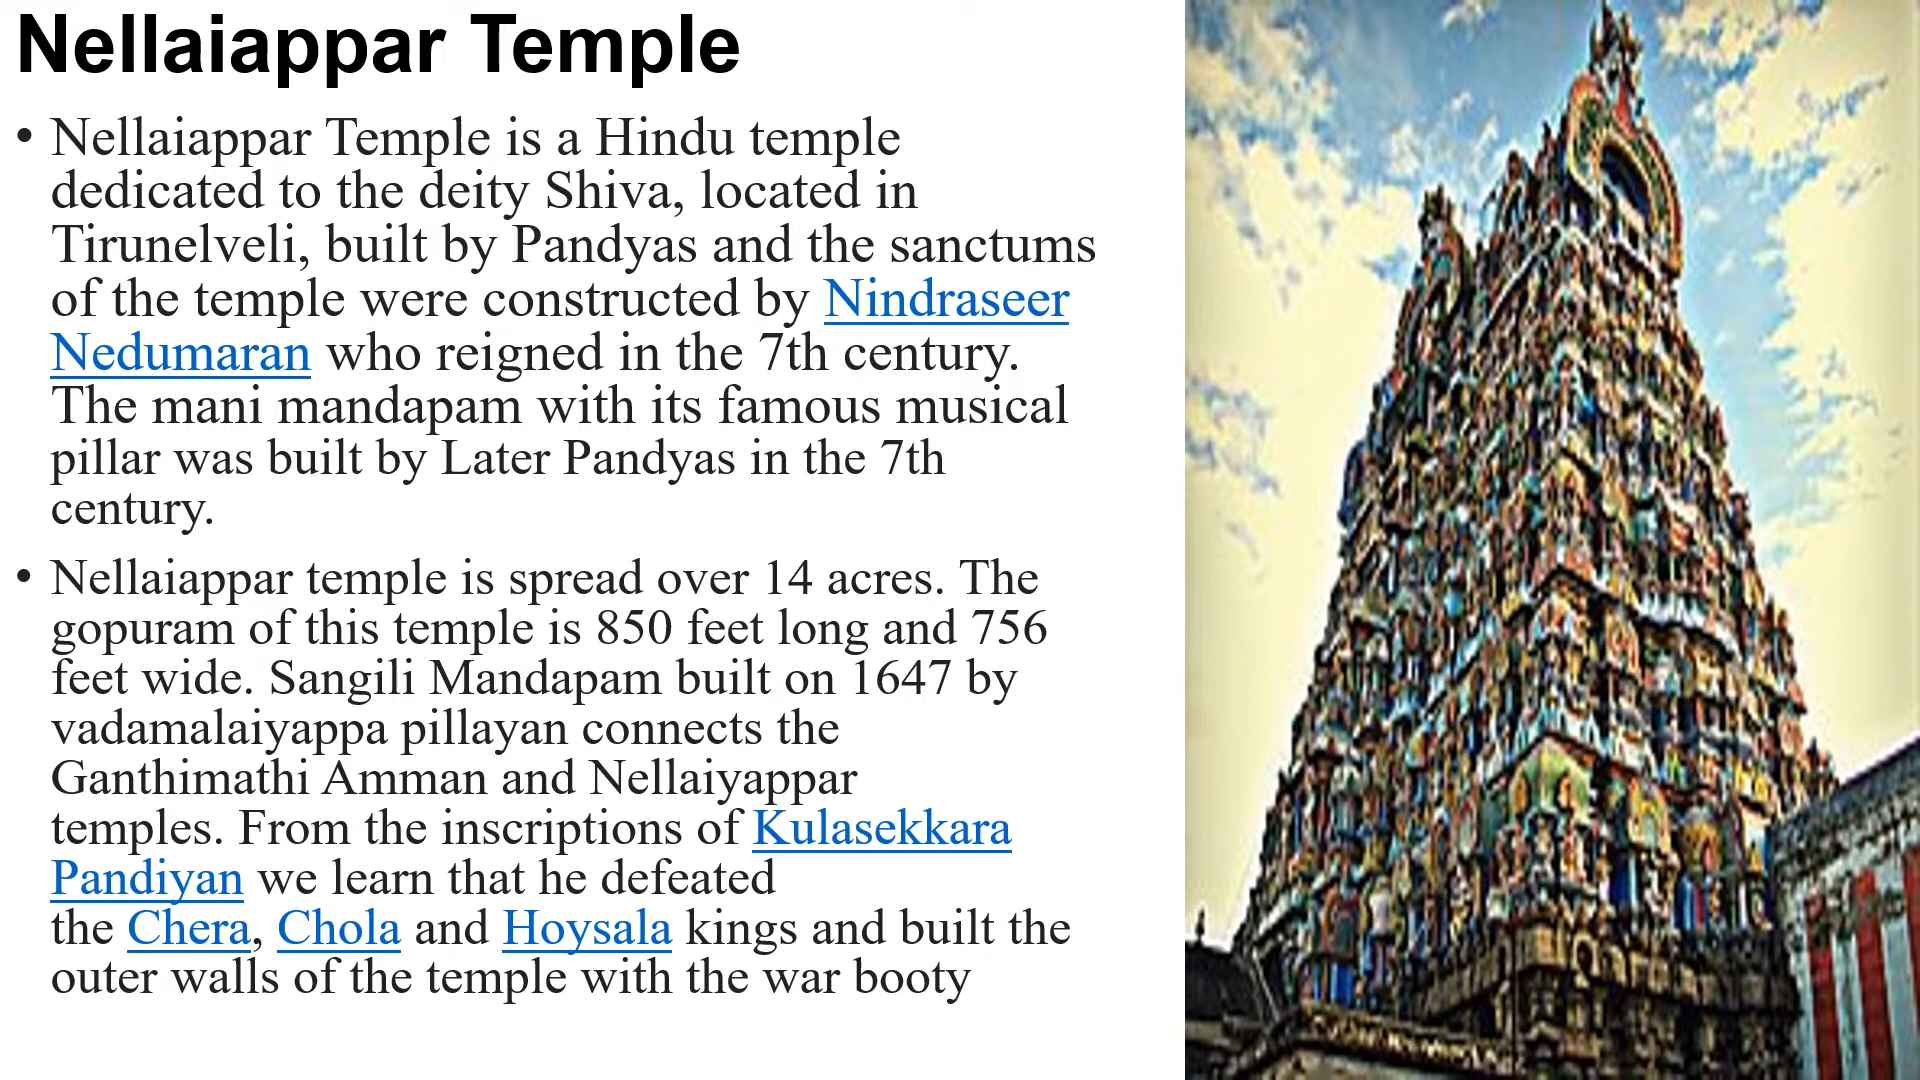 Nellaiappar Temple
• Nellaiappar Temple is a Hindu temple
dedicated to the deity Shiva, located in
Tirunelveli, built by Pandyas and the sanctums
of the temple were constructed by Nindraseer
Nedumaran who reigned in the 7th century.
The mani mandapam with its famous musical
pillar was built by Later Pandyas in the 7th
century.
• Nellaiappar temple is spread over 14 acres. The
gopuram of this temple is 850 feet long and 756
feet wide. Sangili Mandapam built on 1647 by
vadamalaiyappa pillayan connects the
Ganthimathi Amman and Nellaiyappar
temples. From the inscriptions of Kulasekkara
Pandiyan we learn that he defeated
the Chera, Chola and Hoysala kings and built the
outer walls of the temple with the war booty